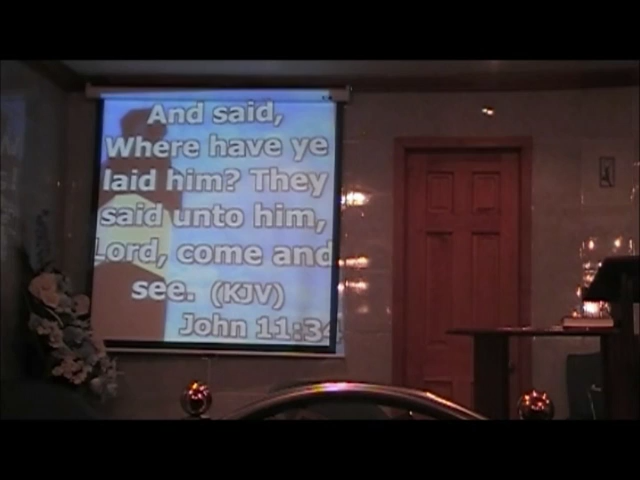 And said,
Where have ye
laid him? They
said unto him,
Lord, come and
see. (KJV)
John 11:34